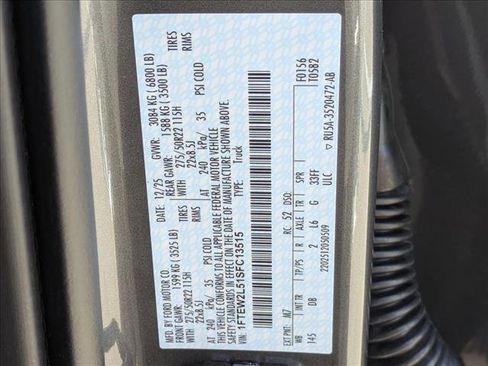 MFD. BY FORD MOTOR CO.
DATE: 12/25 GVWR: 3084 KG ( 6800 LB)
FRONT GAWR: 1599 KG ( 3525 LB) REAR GAWR: 1588 KG ( 3500 LB)
WITH 275/50R22 115H TIRES
22x8.5J RIMS
AT 240 kPa/ 35 PSI COLD
WITH 275/50R22 115H TIRES
22x8.5J RIMS
AT 240 kPa/ 35 PSI COLD
THIS VEHICLE CONFORMS TO ALL APPLICABLE FEDERAL MOTOR VEHICLE
SAFETY STANDARDS IN EFFECT ON THE DATE OF MANUFACTURE SHOWN ABOVE.
VIN: 1FTEW2L51SFC13515
TYPE: Truck
F0156
T05B2
EXT PNT: M7 RC: 52 DSO:
WB INT TR TP/PS R AXLE TR SPR
145 DB 2 L6 G 33FF
ULC
2202512050509
▽ RU5A-3520472-AB